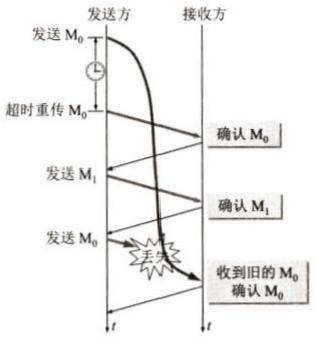 发送方 接收方
发送 M₀
超时重传 M₀
确认 M₀
发送 M₁
确认 M₁
发送 M₀
丢失
收到旧的 M₀
确认 M₀
t t